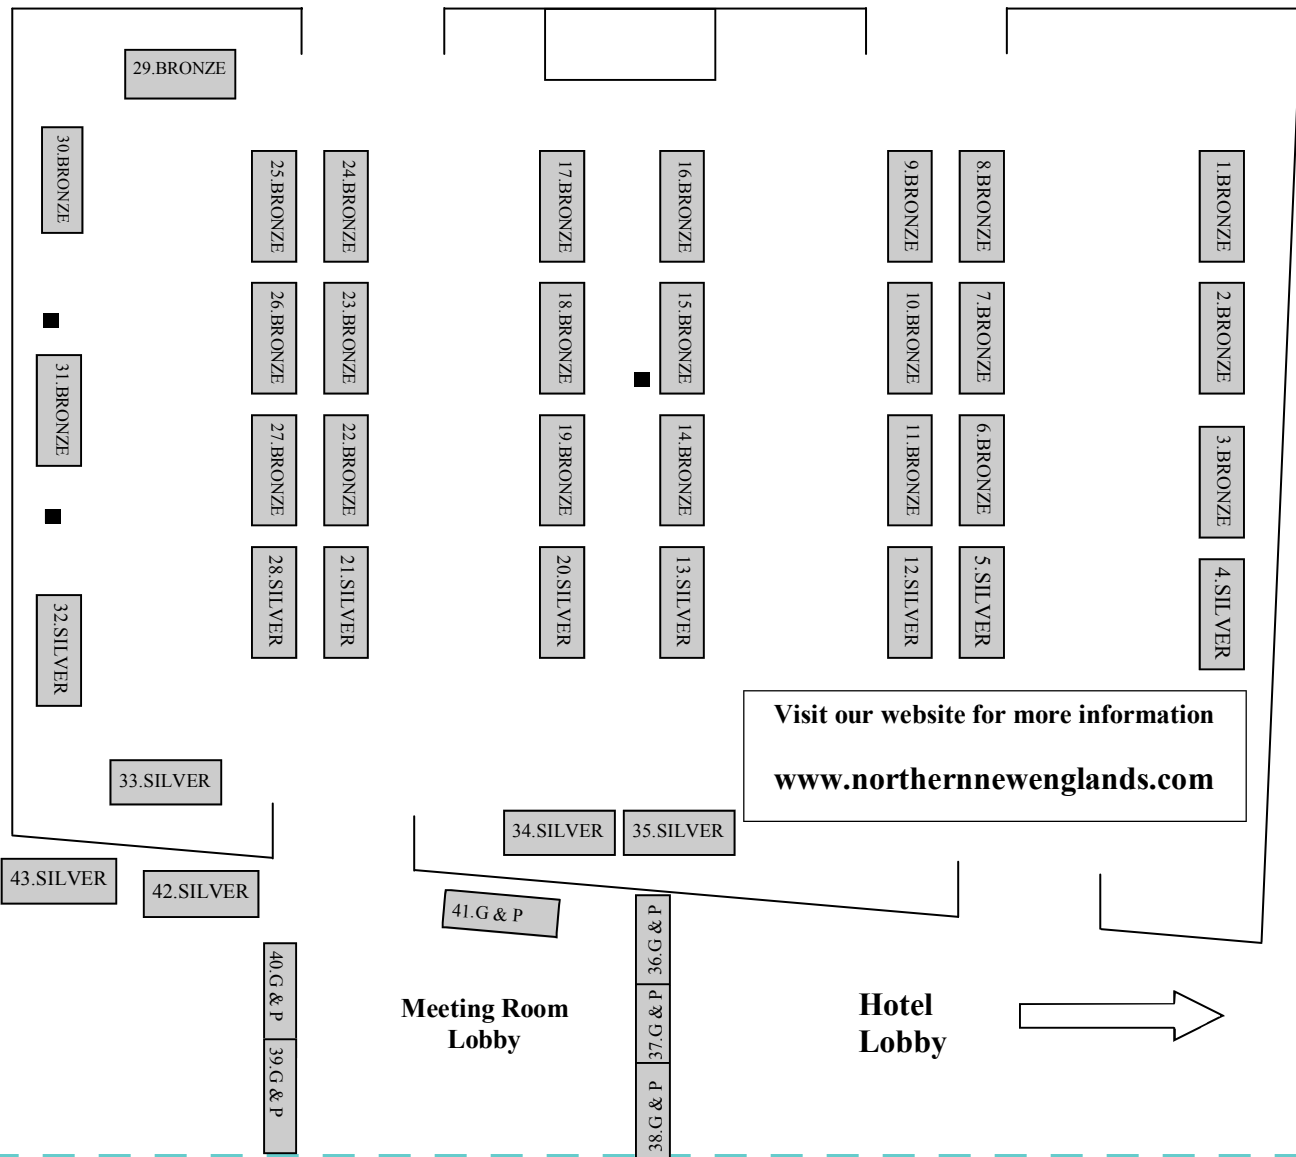 29.BRONZE
30.BRONZE
25.BRONZE
24.BRONZE
17.BRONZE
16.BRONZE
9.BRONZE
8.BRONZE
1.BRONZE
26.BRONZE
23.BRONZE
18.BRONZE
15.BRONZE
10.BRONZE
7.BRONZE
2.BRONZE
31.BRONZE
27.BRONZE
22.BRONZE
19.BRONZE
14.BRONZE
11.BRONZE
6.BRONZE
3.BRONZE
28.SILVER
21.SILVER
20.SILVER
13.SILVER
12.SILVER
5.SILVER
4.SILVER
32.SILVER
Visit our website for more information
www.northernnewenglands.com
33.SILVER
34.SILVER
35.SILVER
43.SILVER
42.SILVER
41.G & P
36.G & P
40.G & P
37.G & P
39.G & P
38.G & P
Meeting Room
Lobby
Hotel
Lobby